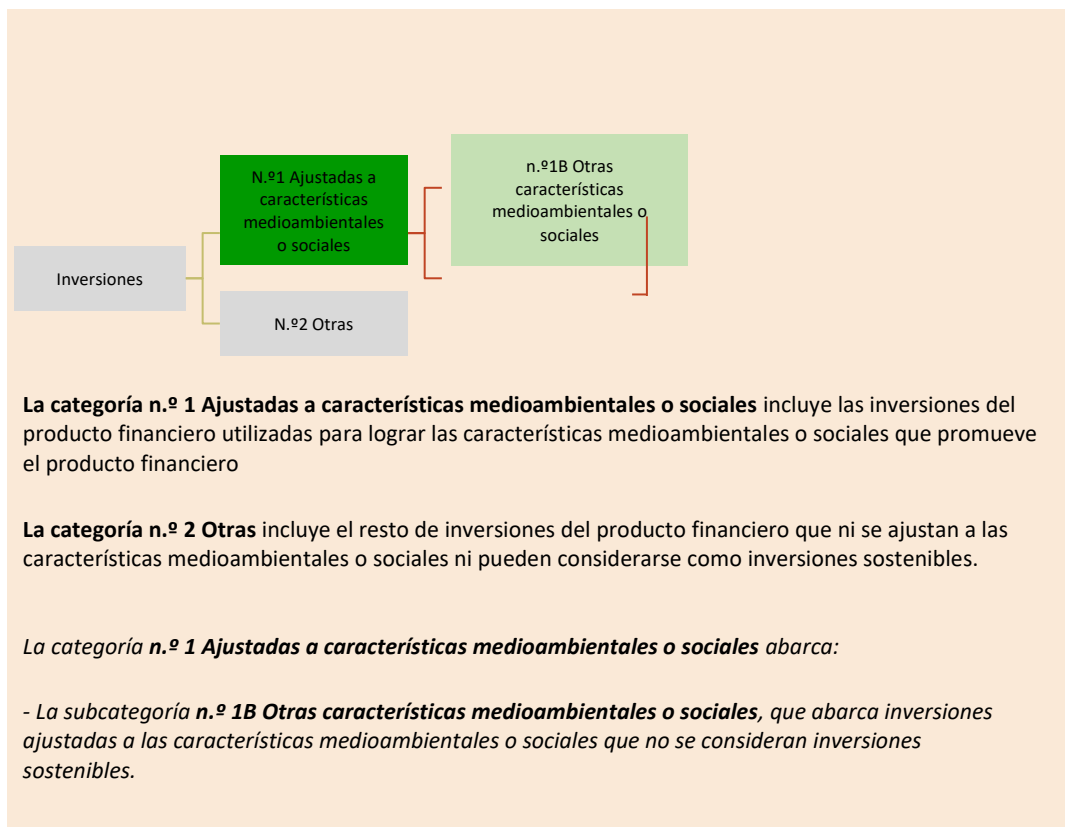 N.º1 Ajustadas a
características
medioambientales
o sociales
n.º1B Otras
características
medioambientales o
sociales
Inversiones
N.º2 Otras
La categoría n.º 1 Ajustadas a características medioambientales o sociales incluye las inversiones del
producto financiero utilizadas para lograr las características medioambientales o sociales que promueve
el producto financiero
La categoría n.º 2 Otras incluye el resto de inversiones del producto financiero que ni se ajustan a las
características medioambientales o sociales ni pueden considerarse como inversiones sostenibles.
La categoría n.º 1 Ajustadas a características medioambientales o sociales abarca:
- La subcategoría n.º 1B Otras características medioambientales o sociales, que abarca inversiones
ajustadas a las características medioambientales o sociales que no se consideran inversiones
sostenibles.